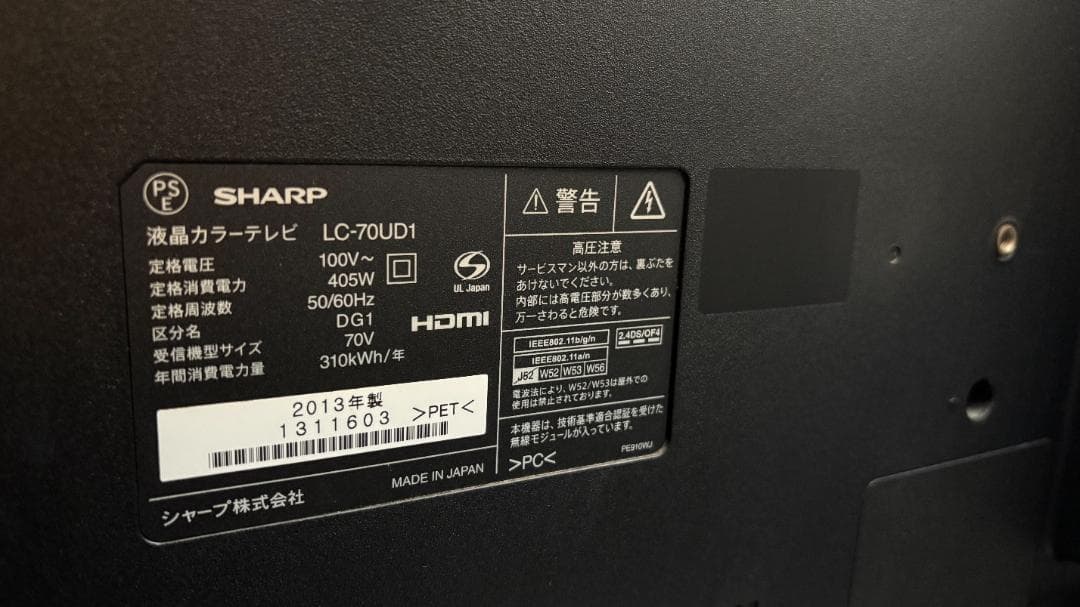 PSE
SHARP
液晶カラーテレビ LC-70UD1
定格電圧 100V～
定格消費電力 405W
定格周波数 50/60Hz
区分名 DG1
受信機型サイズ 70V
年間消費電力量 310kWh/年
UL Japan
HDMI
2013年製
1311603 >PET<
MADE IN JAPAN
シャープ株式会社
⚠ 警告
高圧注意
サービスマン以外の方は、裏ぶたを
あけないでください。
内部には高電圧部分が数多くあり、
万一さわると危険です。
IEEE802.11b/g/n 2.4DS/OF4
IEEE802.11a/n
J52 W52 W53 W56
電波法により、W52/W53は屋外での
使用は禁止されております。
本機器は、技術基準適合認証を受けた
無線モジュールが入っています。
>PC<
PE910WJ